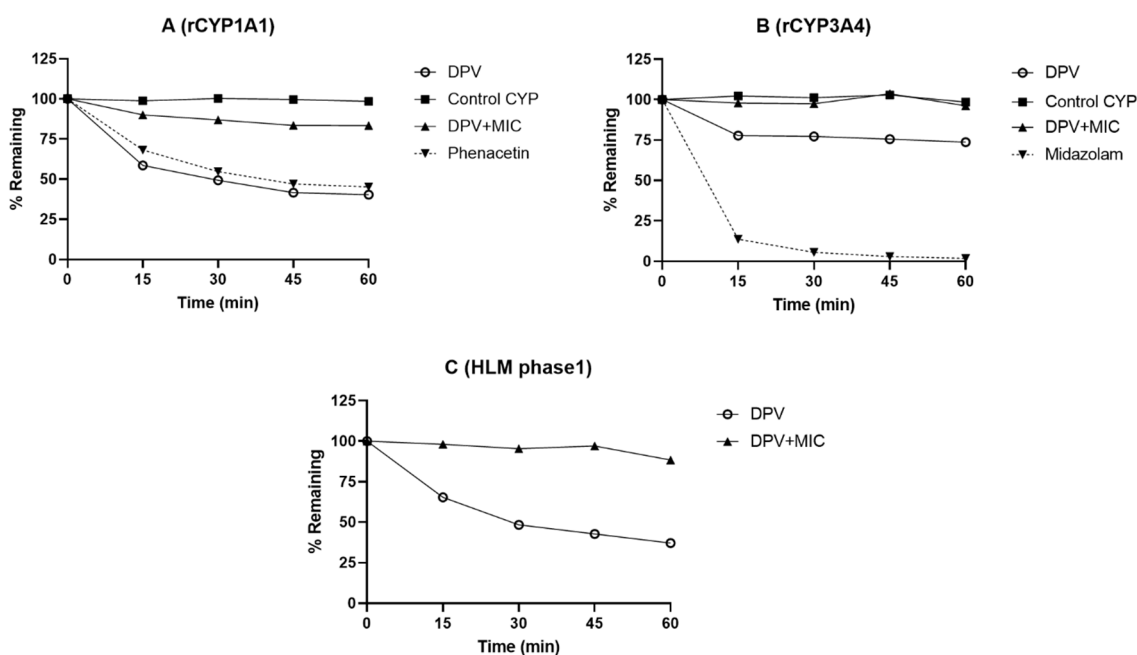 A (rCYP1A1)
% Remaining
125
100
75
50
25
0
0 15 30 45 60
Time (min)
DPV
Control CYP
DPV+MIC
Phenacetin
B (rCYP3A4)
% Remaining
125
100
75
50
25
0
0 15 30 45 60
Time (min)
DPV
Control CYP
DPV+MIC
Midazolam
C (HLM phase1)
% Remaining
125
100
75
50
25
0
0 15 30 45 60
Time (min)
DPV
DPV+MIC